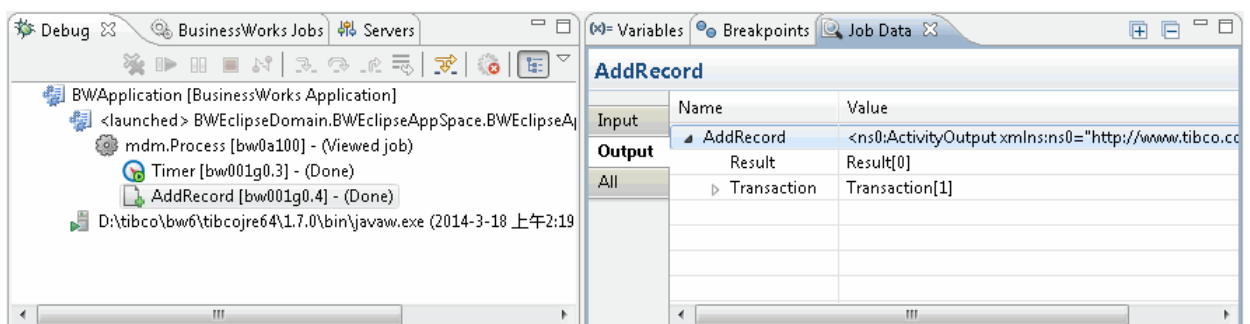 Debug BusinessWorks Jobs Servers
BWApplication [BusinessWorks Application]
<launched> BWEclipseDomain.BWEclipseAppSpace.BWEclipseA
mdm.Process [bw0a100] - (Viewed job)
Timer [bw001g0.3] - (Done)
AddRecord [bw001g0.4] - (Done)
D:\tibco\bw6\tibcojre64\1.7.0\bin\javaw.exe (2014-3-18 上午2:19
(x)= Variables Breakpoints Job Data
AddRecord
Input
Output
All
Name Value
AddRecord <ns0:ActivityOutput xmlns:ns0="http://www.tibco.co
Result Result[0]
Transaction Transaction[1]